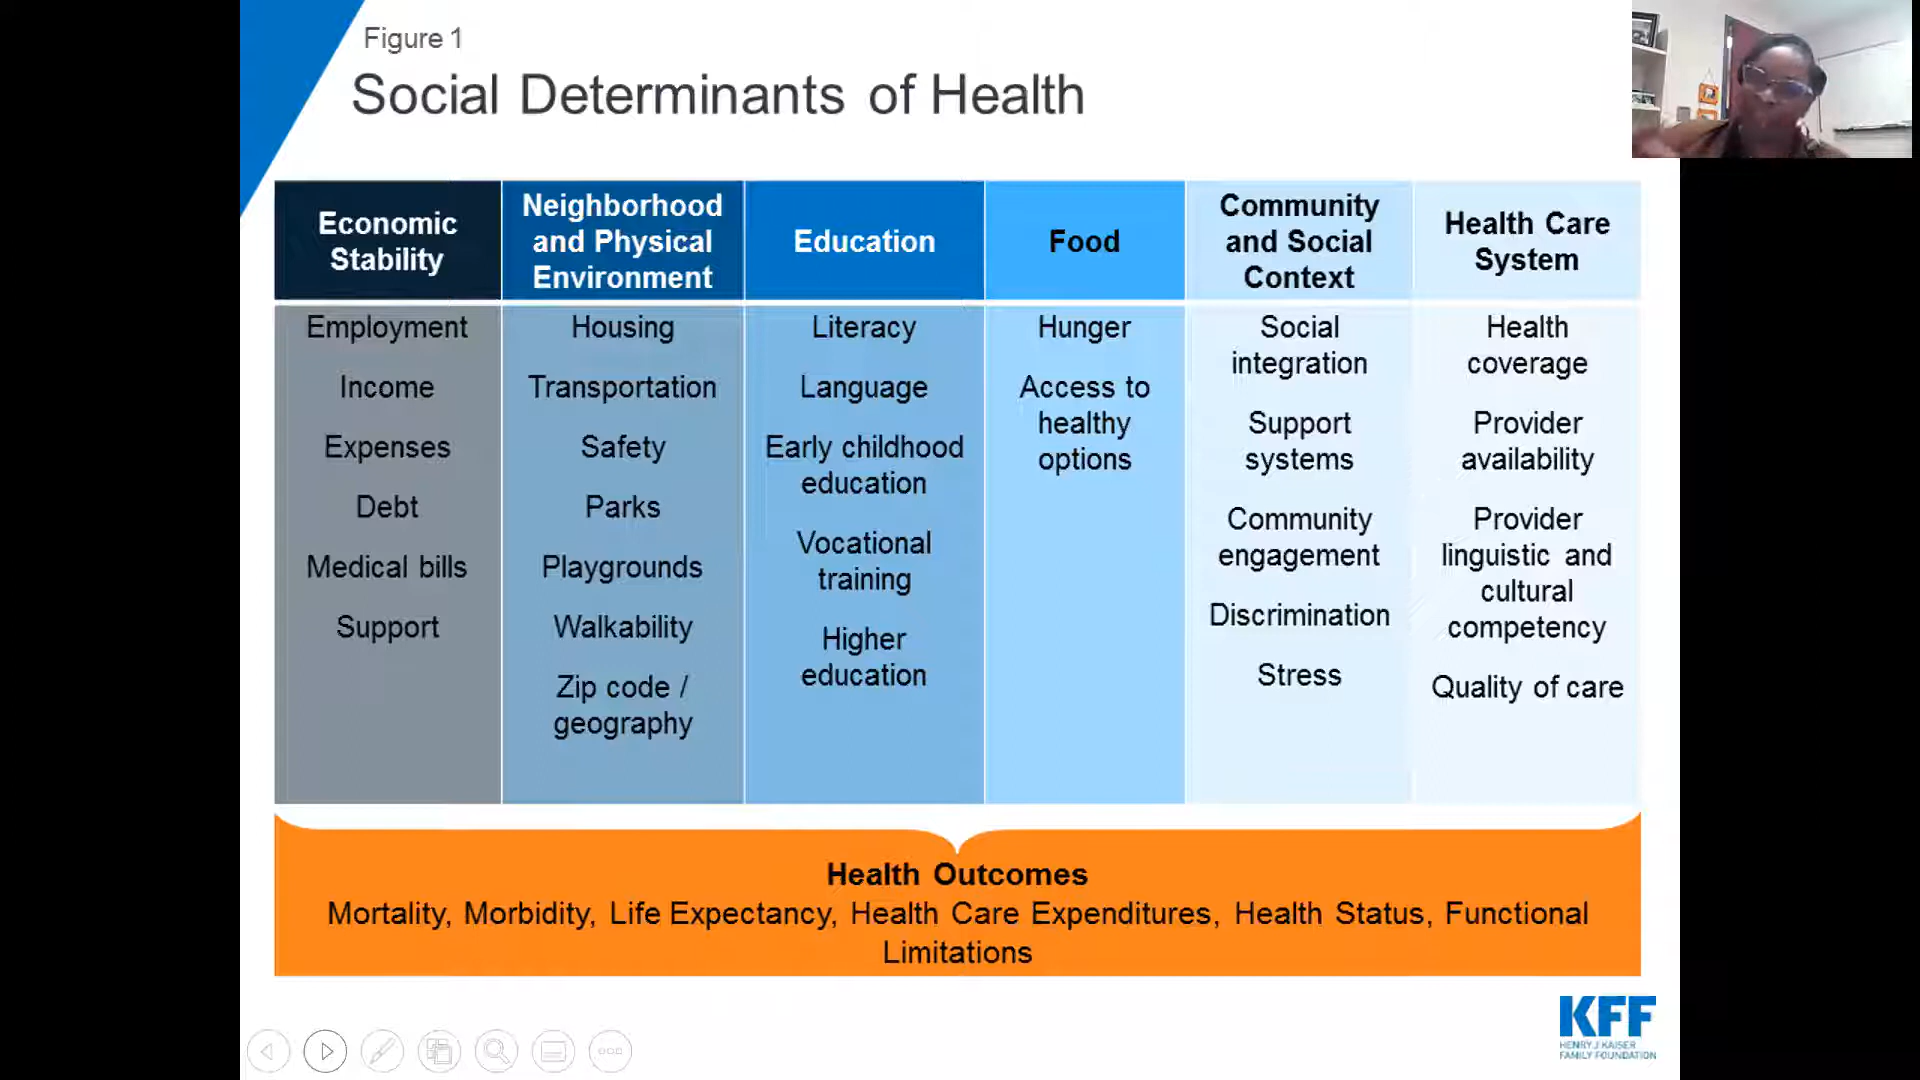 Figure 1
Social Determinants of Health
Economic
Stability
Employment
Income
Expenses
Debt
Medical bills
Support
Neighborhood
and Physical
Environment
Housing
Transportation
Safety
Parks
Playgrounds
Walkability
Zip code /
geography
Education
Literacy
Language
Early childhood
education
Vocational
training
Higher
education
Food
Hunger
Access to
healthy
options
Community
and Social
Context
Social
integration
Support
systems
Community
engagement
Discrimination
Stress
Health Care
System
Health
coverage
Provider
availability
Provider
linguistic and
cultural
competency
Quality of care
Health Outcomes
Mortality, Morbidity, Life Expectancy, Health Care Expenditures, Health Status, Functional
Limitations
KFF
HENRY J KAISER
FAMILY FOUNDATION